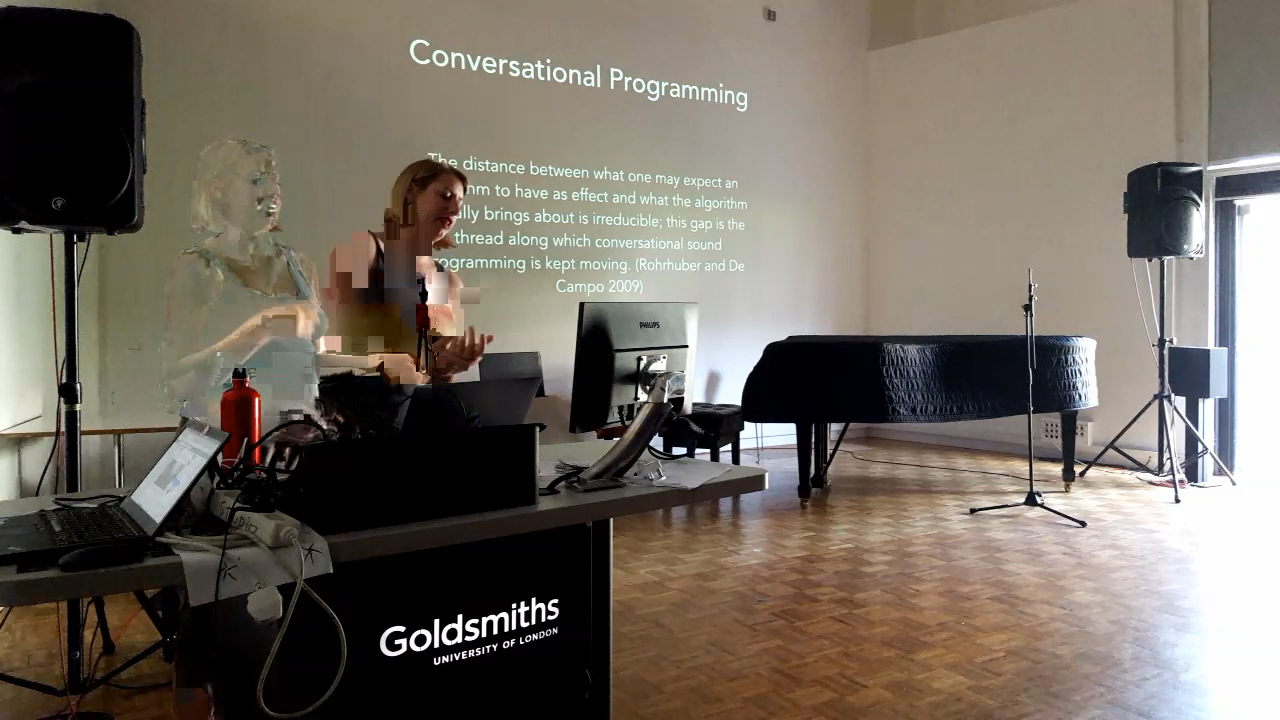 Conversational Programming
The distance between what one may expect an
to have as effect and what the algorithm
brings about is irreducible; this gap is the
thread along which conversational sound
programming is kept moving. (Rohrhuber and De
Campo 2009)
PHILIPS
Goldsmiths
UNIVERSITY OF LONDON